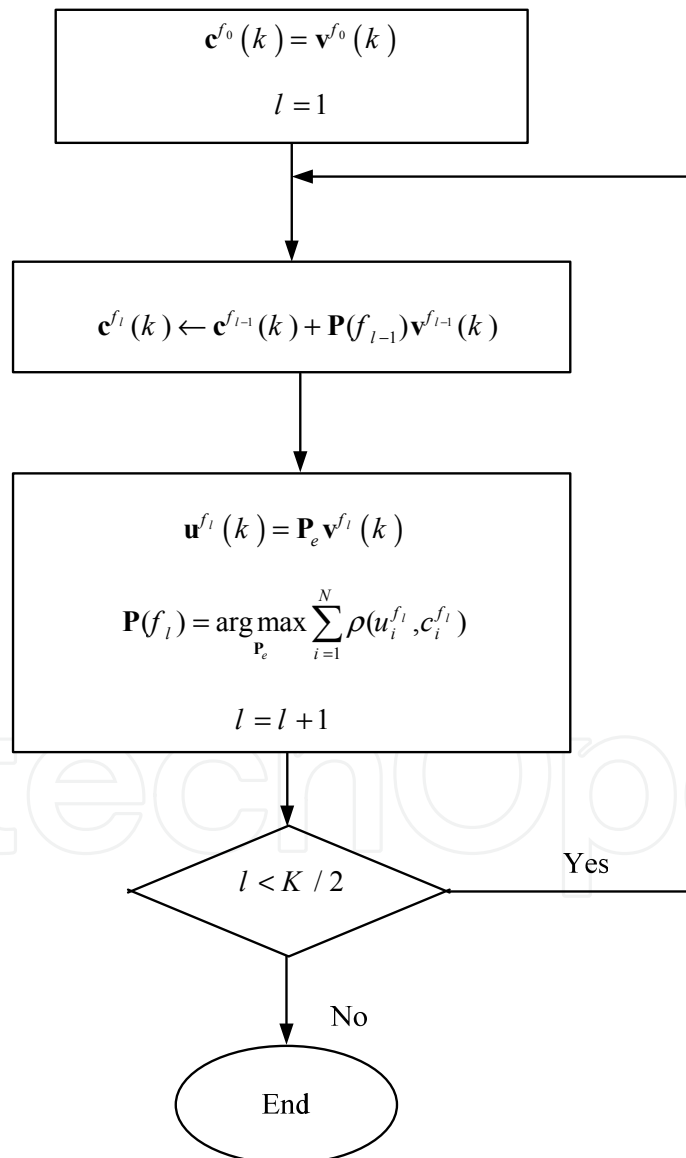 𝐜^{f_0}(k) = 𝐯^{f_0}(k)
l = 1
𝐜^{f_l}(k) ← 𝐜^{f_{l-1}}(k) + 𝐏(f_{l-1})𝐯^{f_{l-1}}(k)
𝐮^{f_l}(k) = 𝐏_e 𝐯^{f_l}(k)
𝐏(f_l) = arg max_{𝐏_e} ∑_{i=1}^{N} ρ(u_i^{f_l}, c_i^{f_l})
l = l + 1
l < K / 2
Yes
No
End